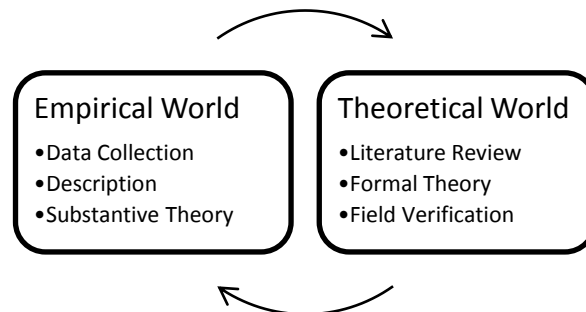 Empirical World
•Data Collection
•Description
•Substantive Theory
Theoretical World
•Literature Review
•Formal Theory
•Field Verification